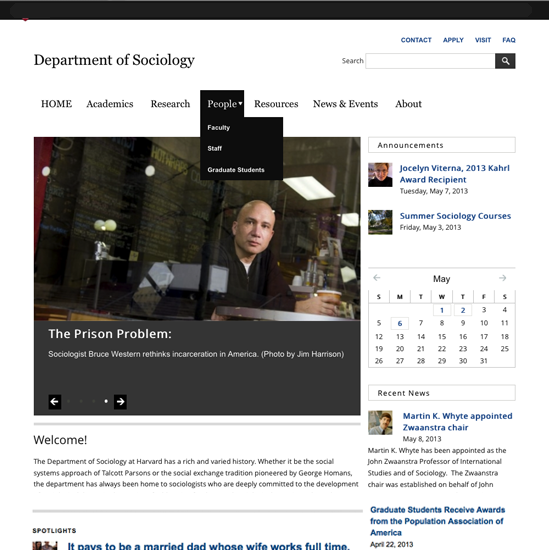 CONTACT APPLY VISIT FAQ
Department of Sociology
Search
HOME Academics Research People Resources News & Events About
Faculty
Staff
Graduate Students
The Prison Problem:
Sociologist Bruce Western rethinks incarceration in America. (Photo by Jim Harrison)
Welcome!
The Department of Sociology at Harvard has a rich and varied history. Whether it be the social
systems approach of Talcott Parsons or the social exchange tradition pioneered by George Homans,
the department has always been home to sociologists who are deeply committed to the development
SPOTLIGHTS
It pays to be a married dad whose wife works full time,
Announcements
Jocelyn Viterna, 2013 Kahrl
Award Recipient
Tuesday, May 7, 2013
Summer Sociology Courses
Friday, May 3, 2013
May
S M T W T F S
1 2 3 4
5 6 7 8 9 10 11
12 13 14 15 16 17 18
19 20 21 22 23 24 25
26 27 28 29 30 31
Recent News
Martin K. Whyte appointed
Zwaanstra chair
May 8, 2013
Martin K. Whyte has been appointed as the
John Zwaanstra Professor of International
Studies and of Sociology. The Zwaanstra
chair was established on behalf of John
Graduate Students Receive Awards
from the Population Association of
America
April 22, 2013